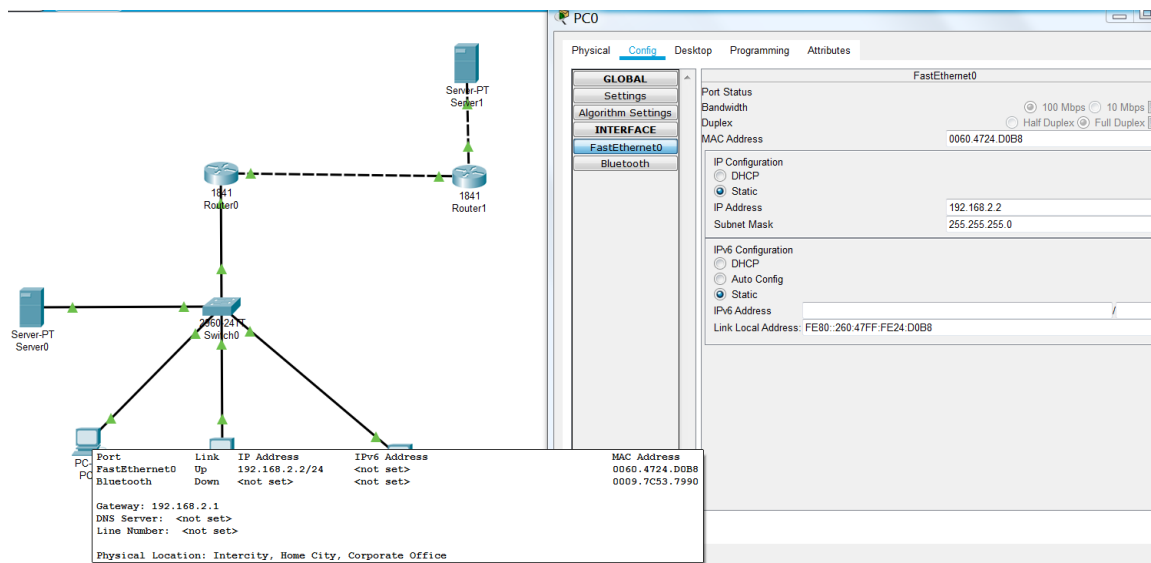 PC0
Physical Config Desktop Programming Attributes
GLOBAL
Settings
Algorithm Settings
INTERFACE
FastEthernet0
Bluetooth
FastEthernet0
Port Status
Bandwidth 100 Mbps 10 Mbps
Duplex Half Duplex Full Duplex
MAC Address 0060.4724.D0B8
IP Configuration
DHCP
Static
IP Address 192.168.2.2
Subnet Mask 255.255.255.0
IPv6 Configuration
DHCP
Auto Config
Static
IPv6 Address /
Link Local Address: FE80::260:47FF:FE24:D0B8
Server-PT
Server1
1841
Router0
1841
Router1
2960-24TT
Switch0
Server-PT
Server0
Port Link IP Address IPv6 Address MAC Address
FastEthernet0 Up 192.168.2.2/24 <not set> 0060.4724.D0B8
Bluetooth Down <not set> <not set> 0009.7C53.7990
Gateway: 192.168.2.1
DNS Server: <not set>
Line Number: <not set>
Physical Location: Intercity, Home City, Corporate Office